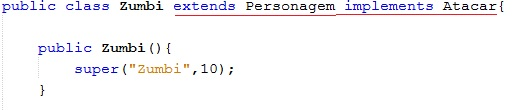 public class Zumbi extends Personagem implements Atacar{
public Zumbi(){
super("Zumbi",10);
}